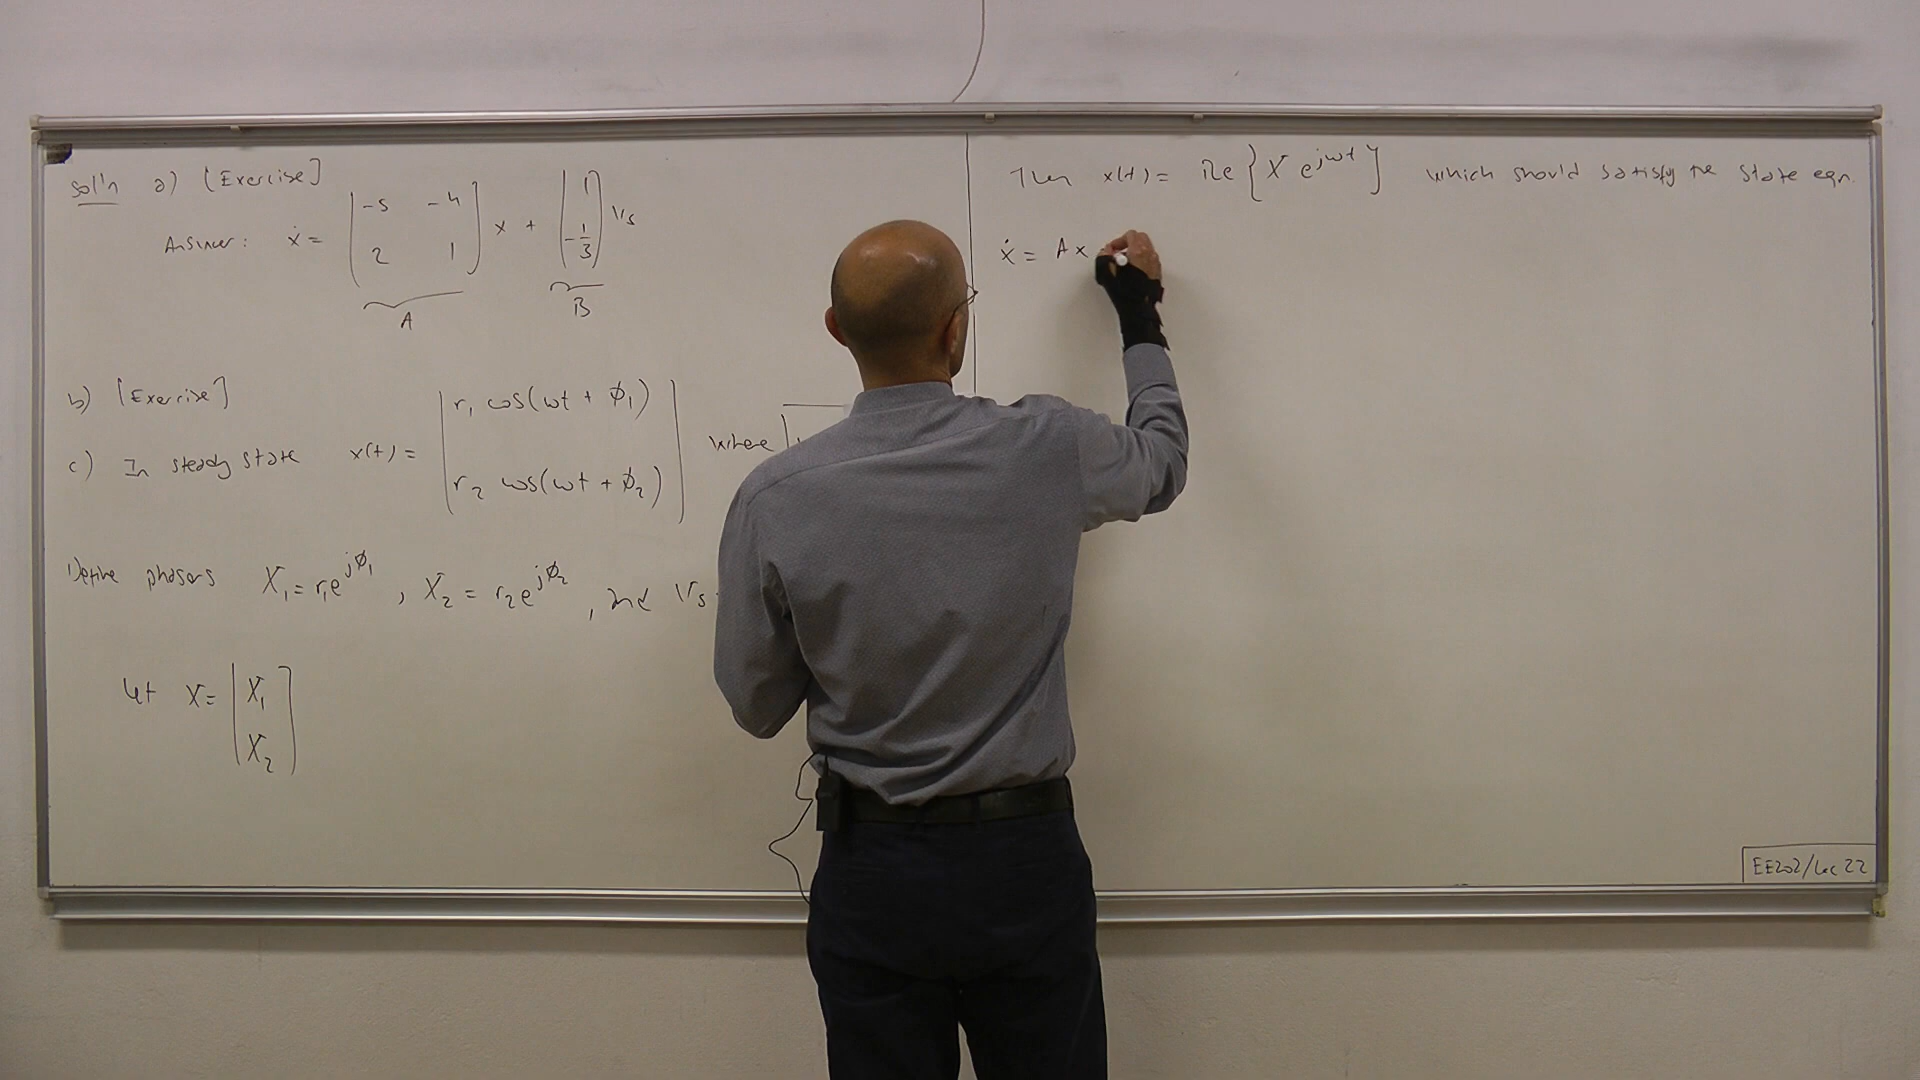 Sol'n a) [Exercise]
Answer: ẋ = [-5 -4; 2 1] x + [1; -1/3] Vs
A B
b) [Exercise]
c) In steady state x(t) = [r₁ cos(ωt + ϕ₁); r₂ cos(ωt + ϕ₂)] where
Define phasors X₁ = r₁e^{jϕ₁}, X₂ = r₂e^{jϕ₂}, and Vs
Let X = [X₁; X₂]
Then x(t) = Re{X e^{jωt}} which should satisfy the state eqn.
ẋ = Ax
EE202/Lec 22